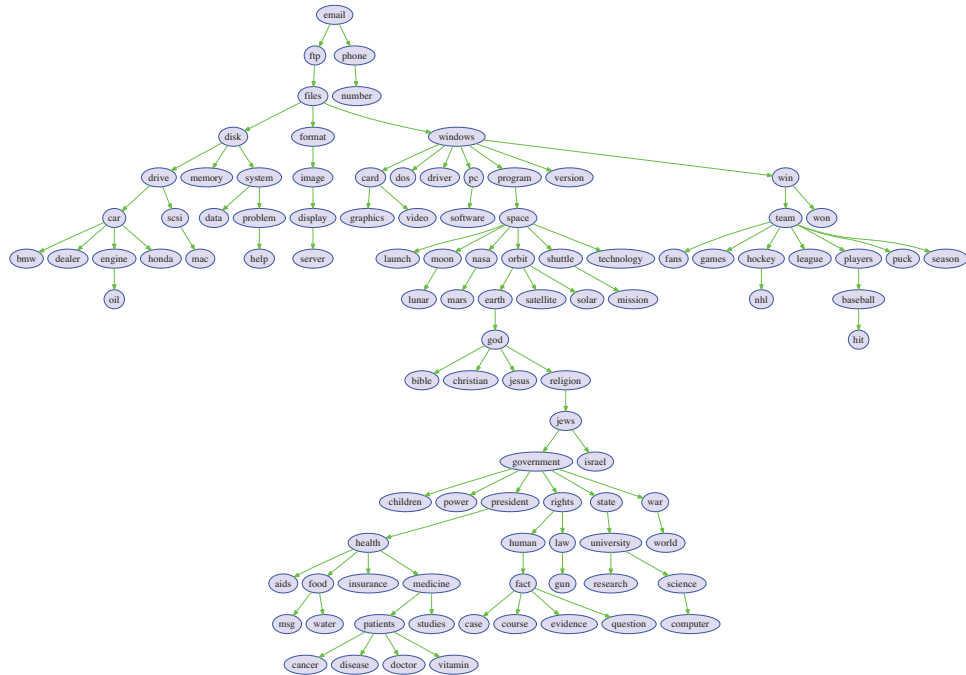 email
ftp phone
files number
disk format windows
drive memory system image card dos driver pc program version win
car scsi data problem display graphics video software space team won
bmw dealer engine honda mac help server launch moon nasa orbit shuttle technology fans games hockey league players puck season
oil lunar mars earth satellite solar mission nhl baseball
god hit
bible christian jesus religion
jews
government israel
children power president rights state war
health human law university world
aids food insurance medicine fact gun research science
msg water patients studies case course evidence question computer
cancer disease doctor vitamin